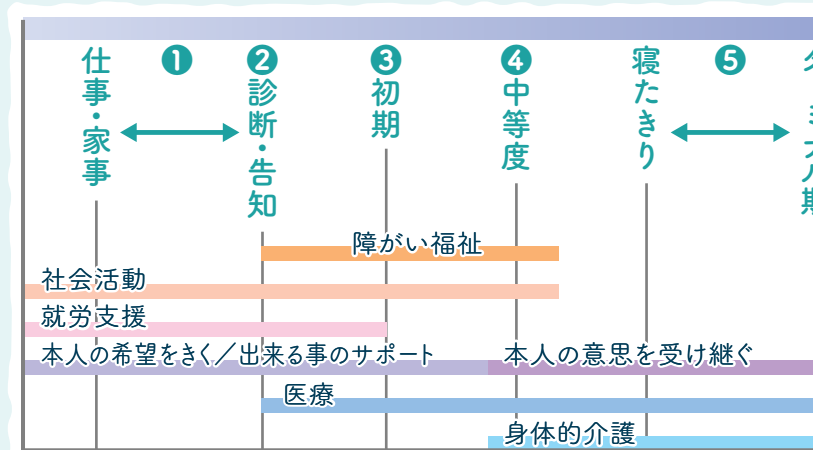 仕事・家事
❶
❷
診断・告知
❸
初期
❹
中等度
寝たきり
❺
障がい福祉
社会活動
就労支援
本人の希望をきく／出来る事のサポート
本人の意思を受け継ぐ
医療
身体的介護